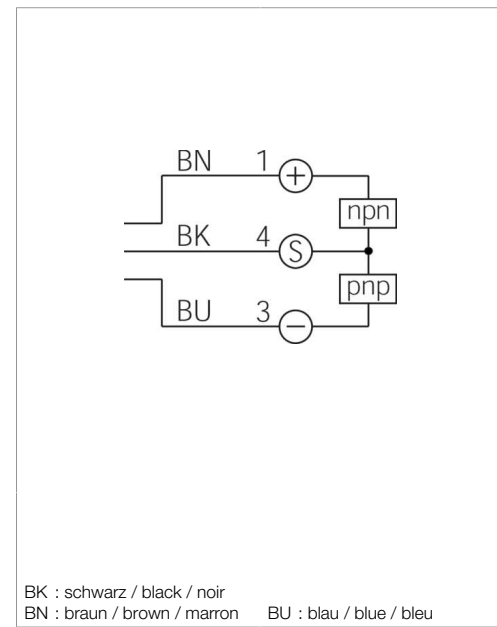 BN 1 +
npn
BK 4 S
pnp
BU 3 −
BK : schwarz / black / noir
BN : braun / brown / marron BU : blau / blue / bleu